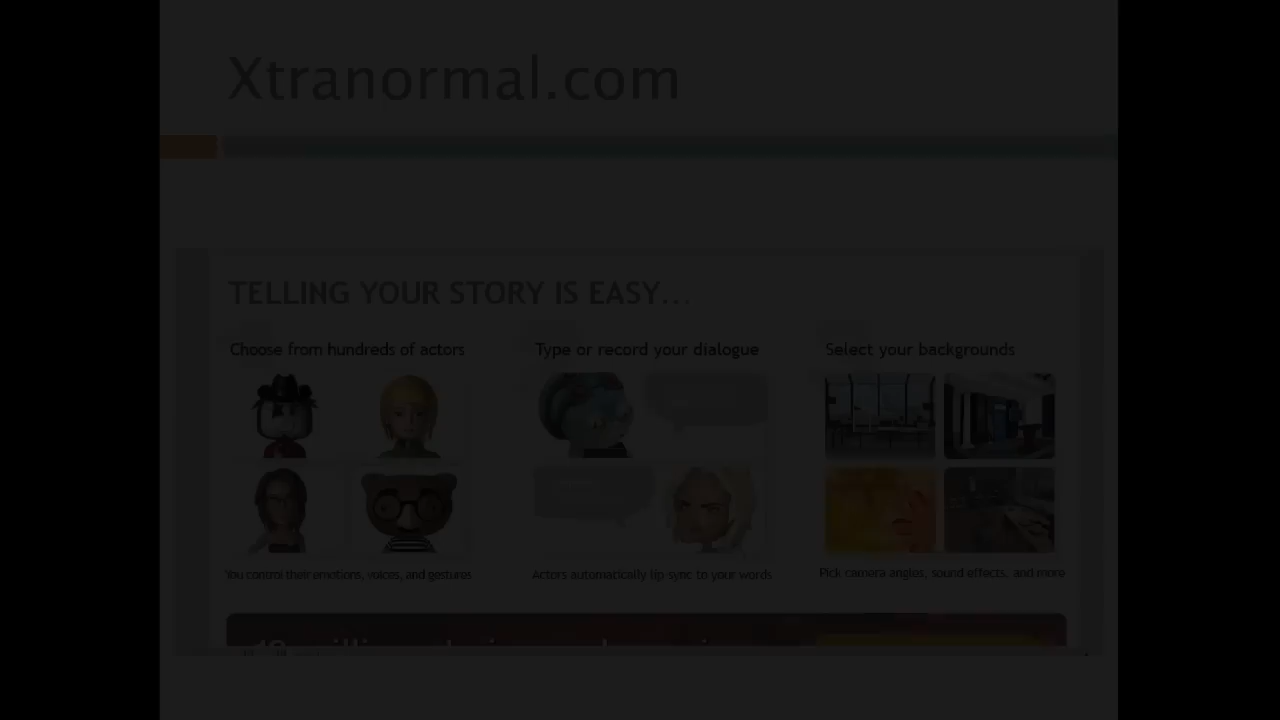 Xtranormal.com
TELLING YOUR STORY IS EASY...
Choose from hundreds of actors
Type or record your dialogue
Select your backgrounds
You control their emotions, voices, and gestures
Actors automatically lip-sync to your words
Pick camera angles, sound effects, and more